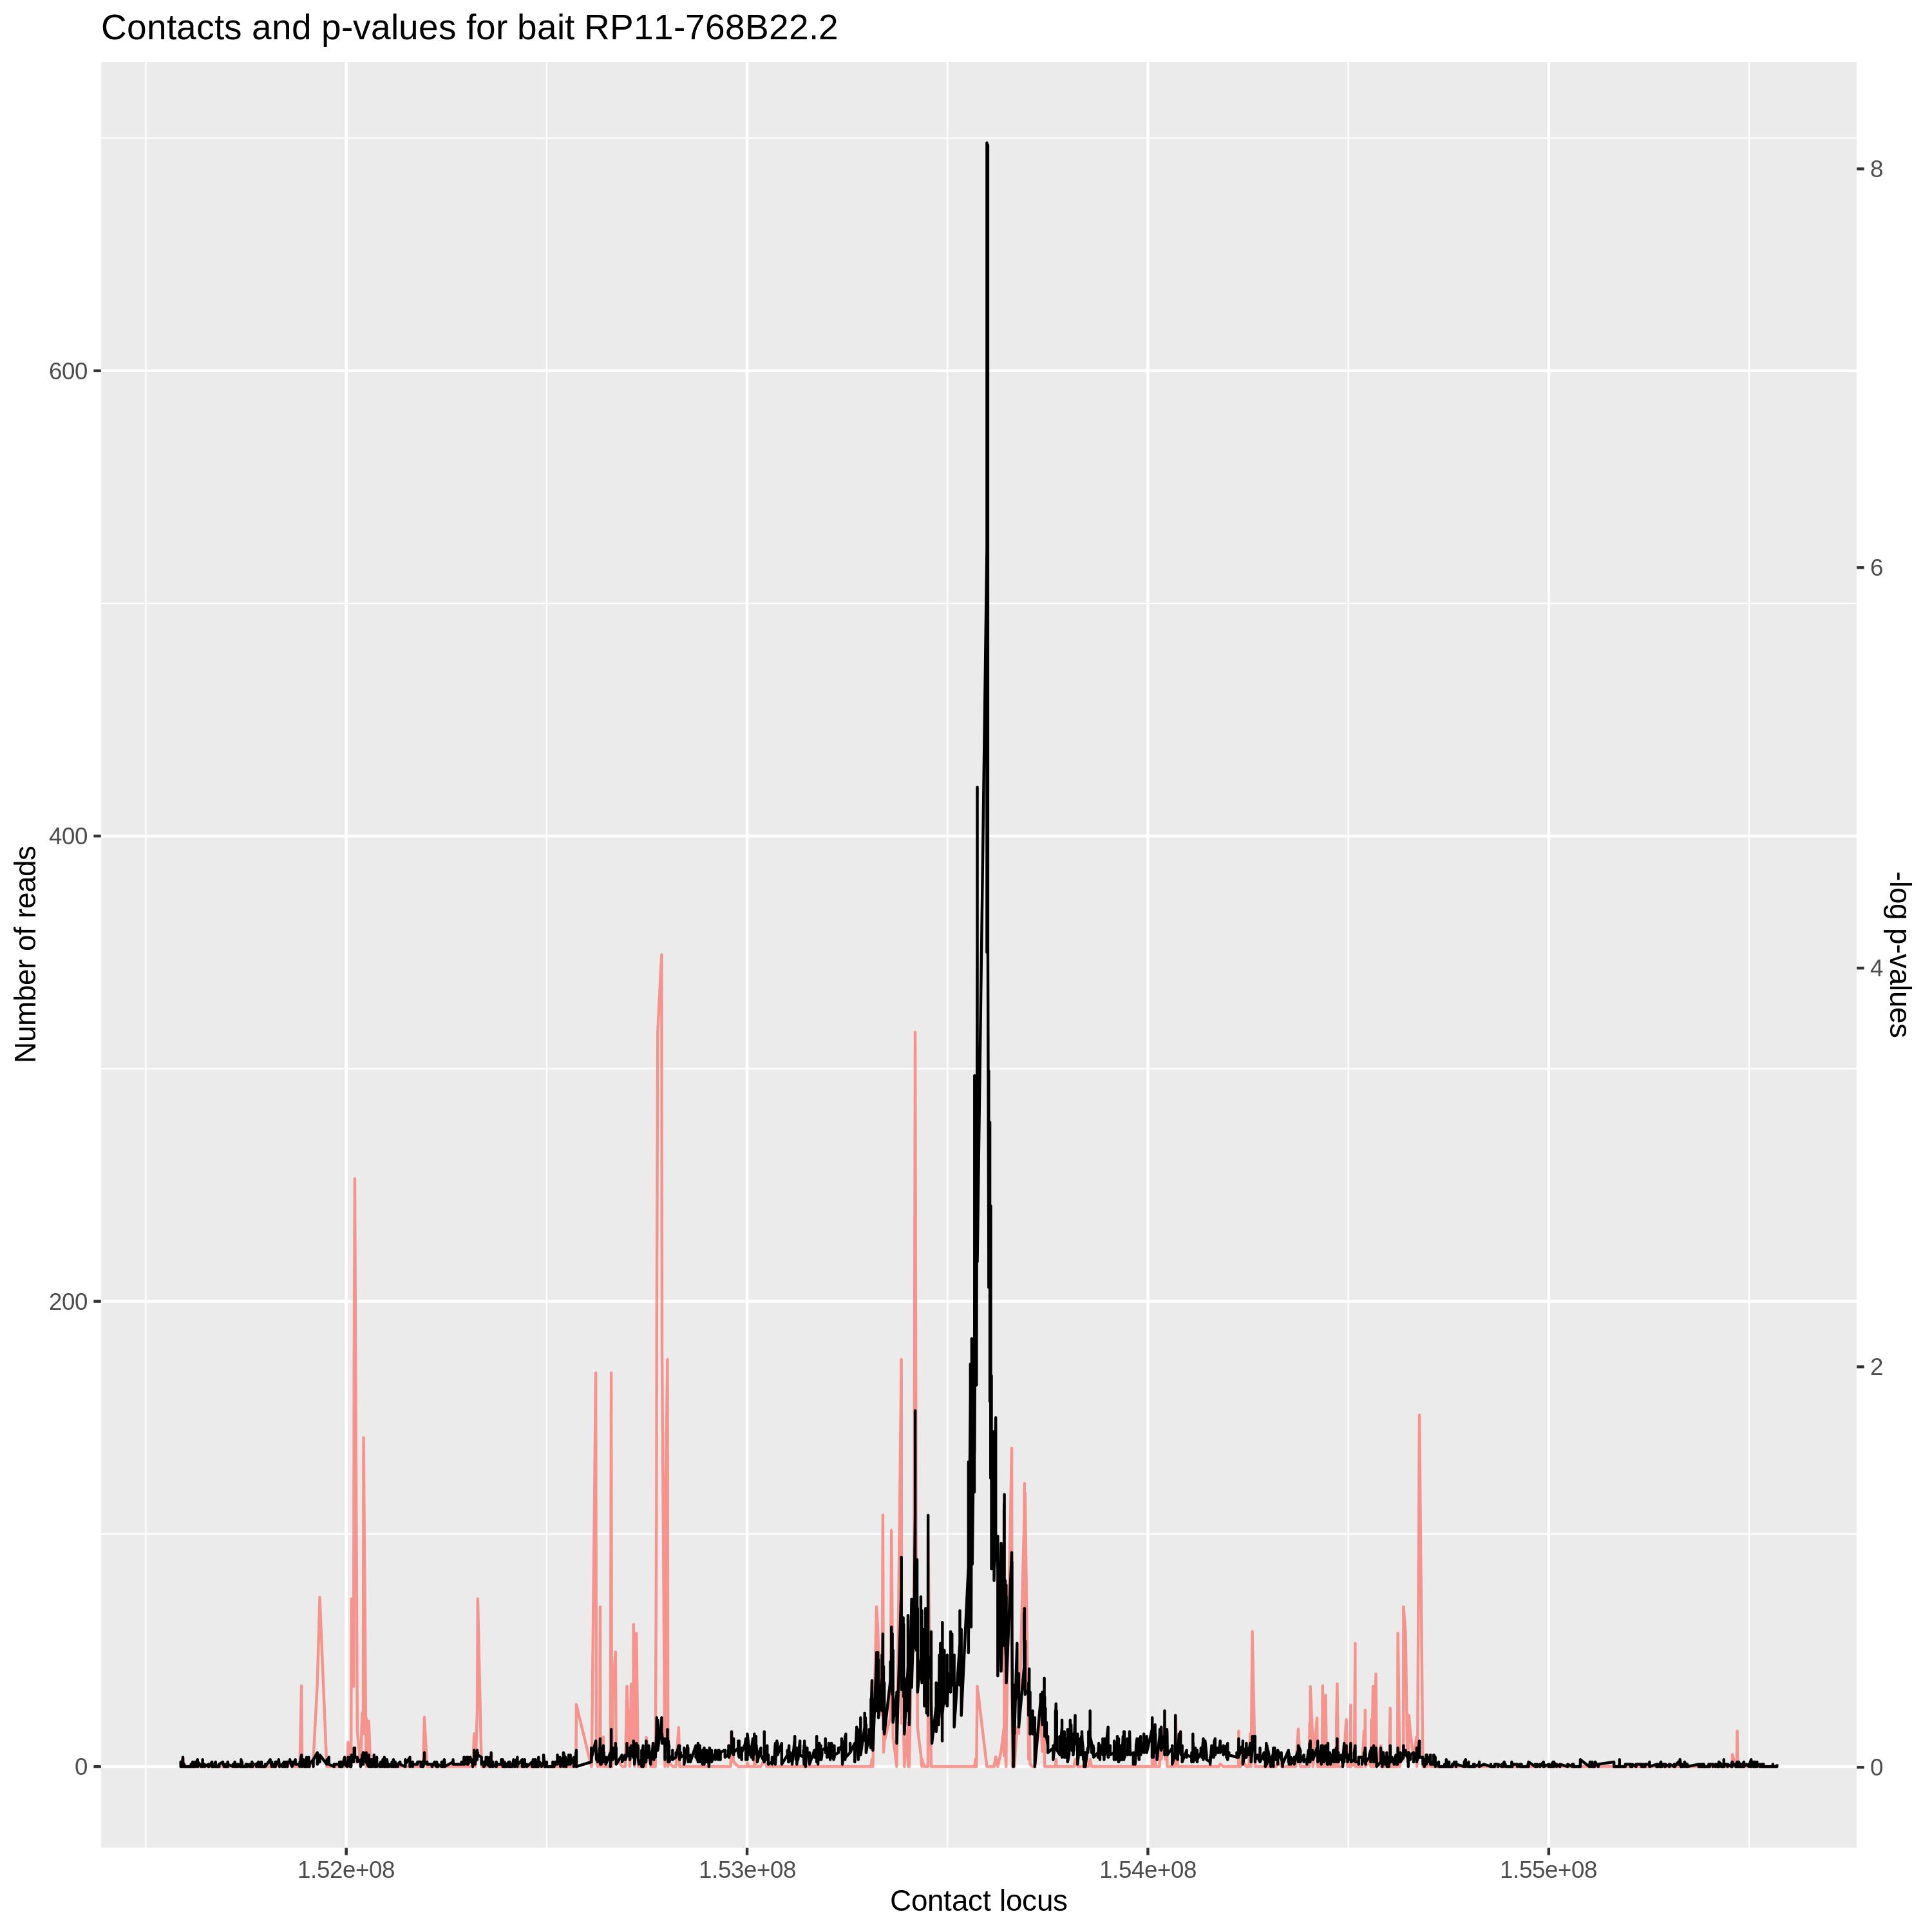 Contacts and p-values for bait RP11-768B22.2
8
600
6
400
Number of reads
-log p-values
4
200
2
0
0
1.52e+08
1.53e+08
1.54e+08
1.55e+08
Contact locus